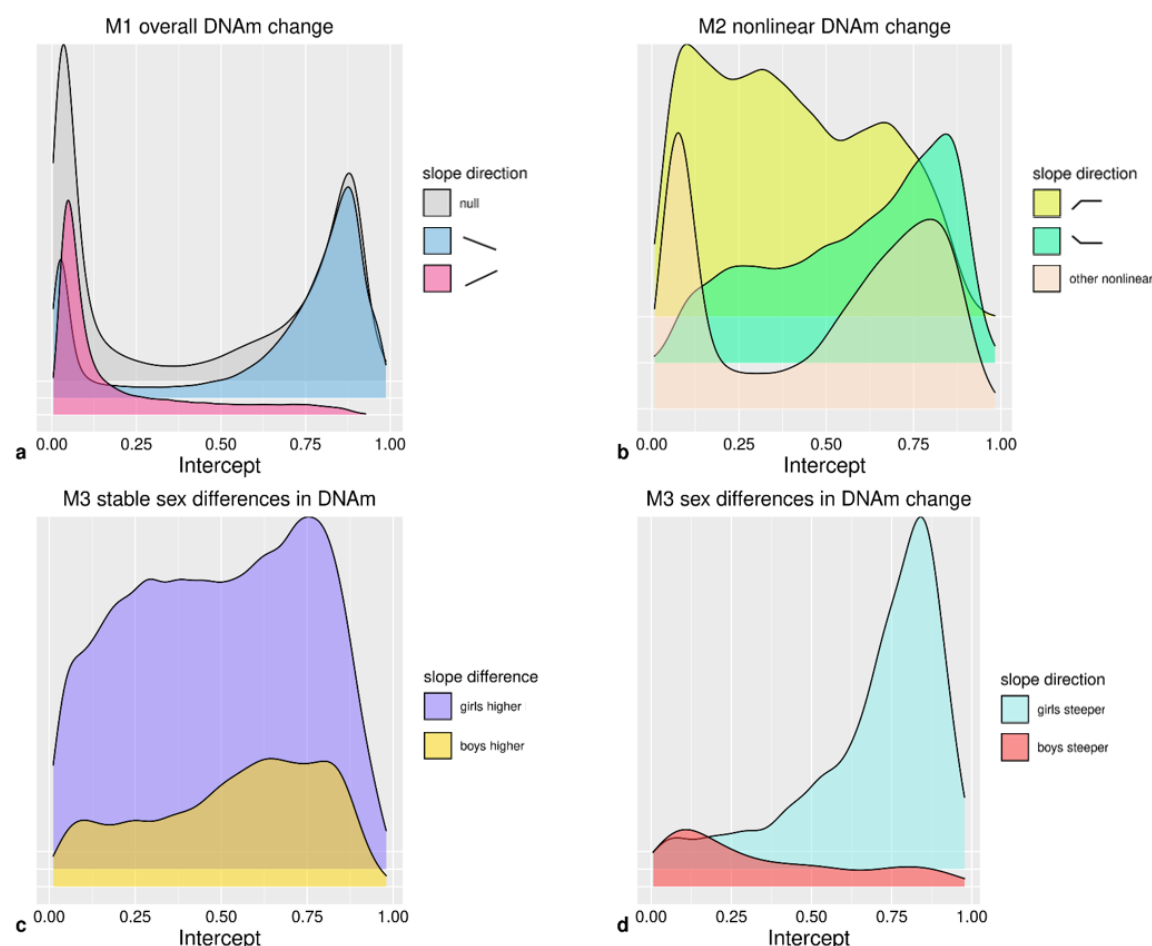 M1 overall DNAm change
slope direction
null
0.00 0.25 0.50 0.75 1.00
Intercept
a
M2 nonlinear DNAm change
slope direction
other nonlinear
0.00 0.25 0.50 0.75 1.00
Intercept
b
M3 stable sex differences in DNAm
slope difference
girls higher
boys higher
0.00 0.25 0.50 0.75 1.00
Intercept
c
M3 sex differences in DNAm change
slope direction
girls steeper
boys steeper
0.00 0.25 0.50 0.75 1.00
Intercept
d